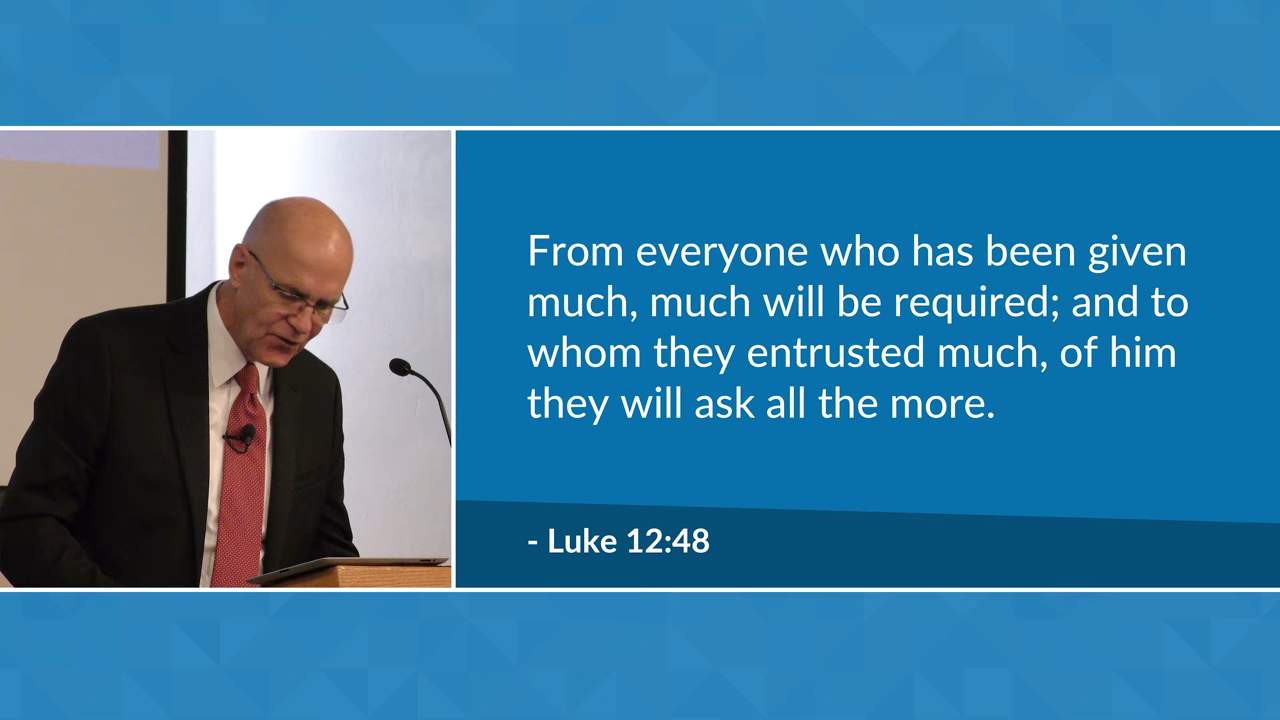 From everyone who has been given
much, much will be required; and to
whom they entrusted much, of him
they will ask all the more.
- Luke 12:48